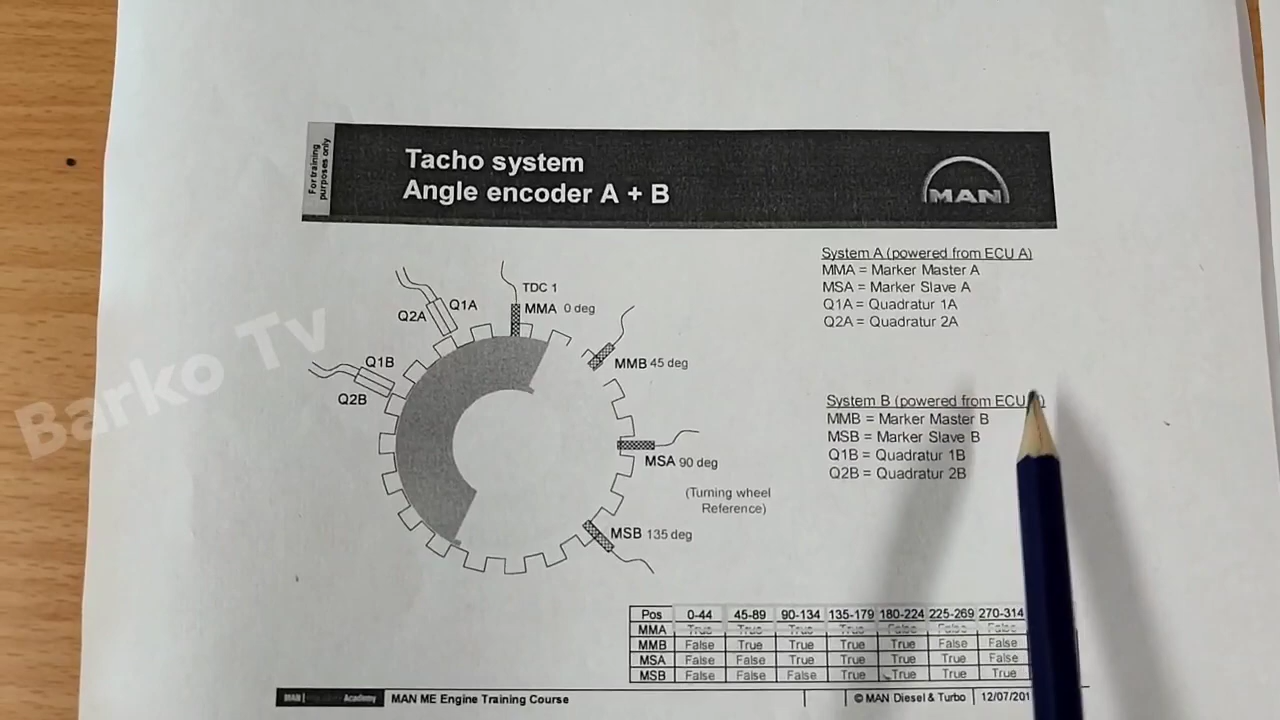 For training
purposes only
Tacho system
Angle encoder A + B
MAN
System A (powered from ECU A)
MMA = Marker Master A
MSA = Marker Slave A
Q1A = Quadratur 1A
Q2A = Quadratur 2A
TDC 1
MMA 0 deg
Q1A
Q2A
MMB 45 deg
Q1B
Q2B
MSA 90 deg
(Turning wheel
Reference)
MSB 135 deg
System B (powered from ECU
MMB = Marker Master B
MSB = Marker Slave B
Q1B = Quadratur 1B
Q2B = Quadratur 2B
Barko Tv
Pos 0-44 45-89 90-134 135-179 180-224 225-269 270-314
MMA True True True True False False False
MMB False True True True True False False
MSA False False True True True True False
MSB False False False True True True True
MAN Academy MAN ME Engine Training Course © MAN Diesel & Turbo 12/07/201